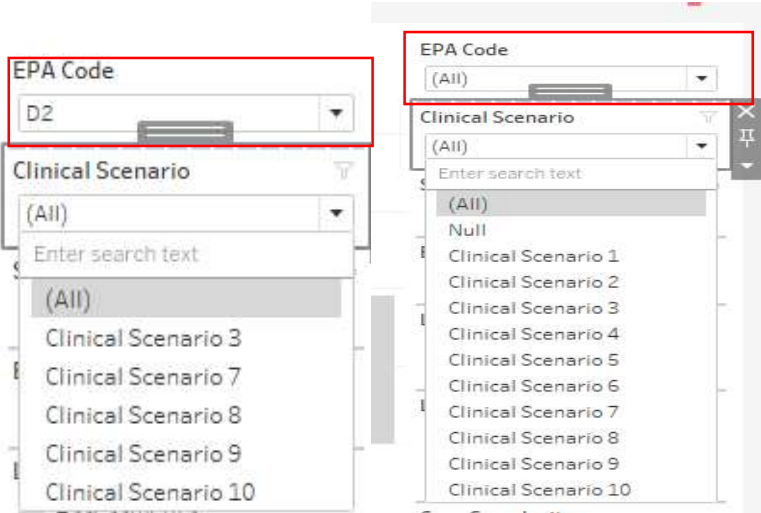 EPA Code
D2
Clinical Scenario
(All)
Enter search text
(All)
Clinical Scenario 3
Clinical Scenario 7
Clinical Scenario 8
Clinical Scenario 9
Clinical Scenario 10
EPA Code
(All)
Clinical Scenario
(All)
Enter search text
(All)
Null
Clinical Scenario 1
Clinical Scenario 2
Clinical Scenario 3
Clinical Scenario 4
Clinical Scenario 5
Clinical Scenario 6
Clinical Scenario 7
Clinical Scenario 8
Clinical Scenario 9
Clinical Scenario 10